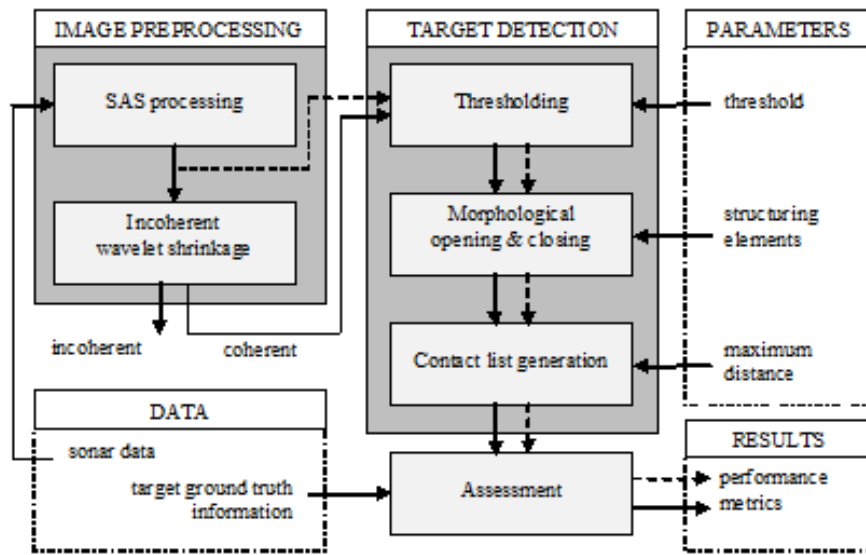 IMAGE PREPROCESSING
SAS processing
Incoherent
wavelet shrinkage
incoherent
coherent
TARGET DETECTION
Thresholding
Morphological
opening & closing
Contact list generation
Assessment
PARAMETERS
threshold
structuring
elements
maximum
distance
DATA
sonar data
target ground truth
information
RESULTS
performance
metrics